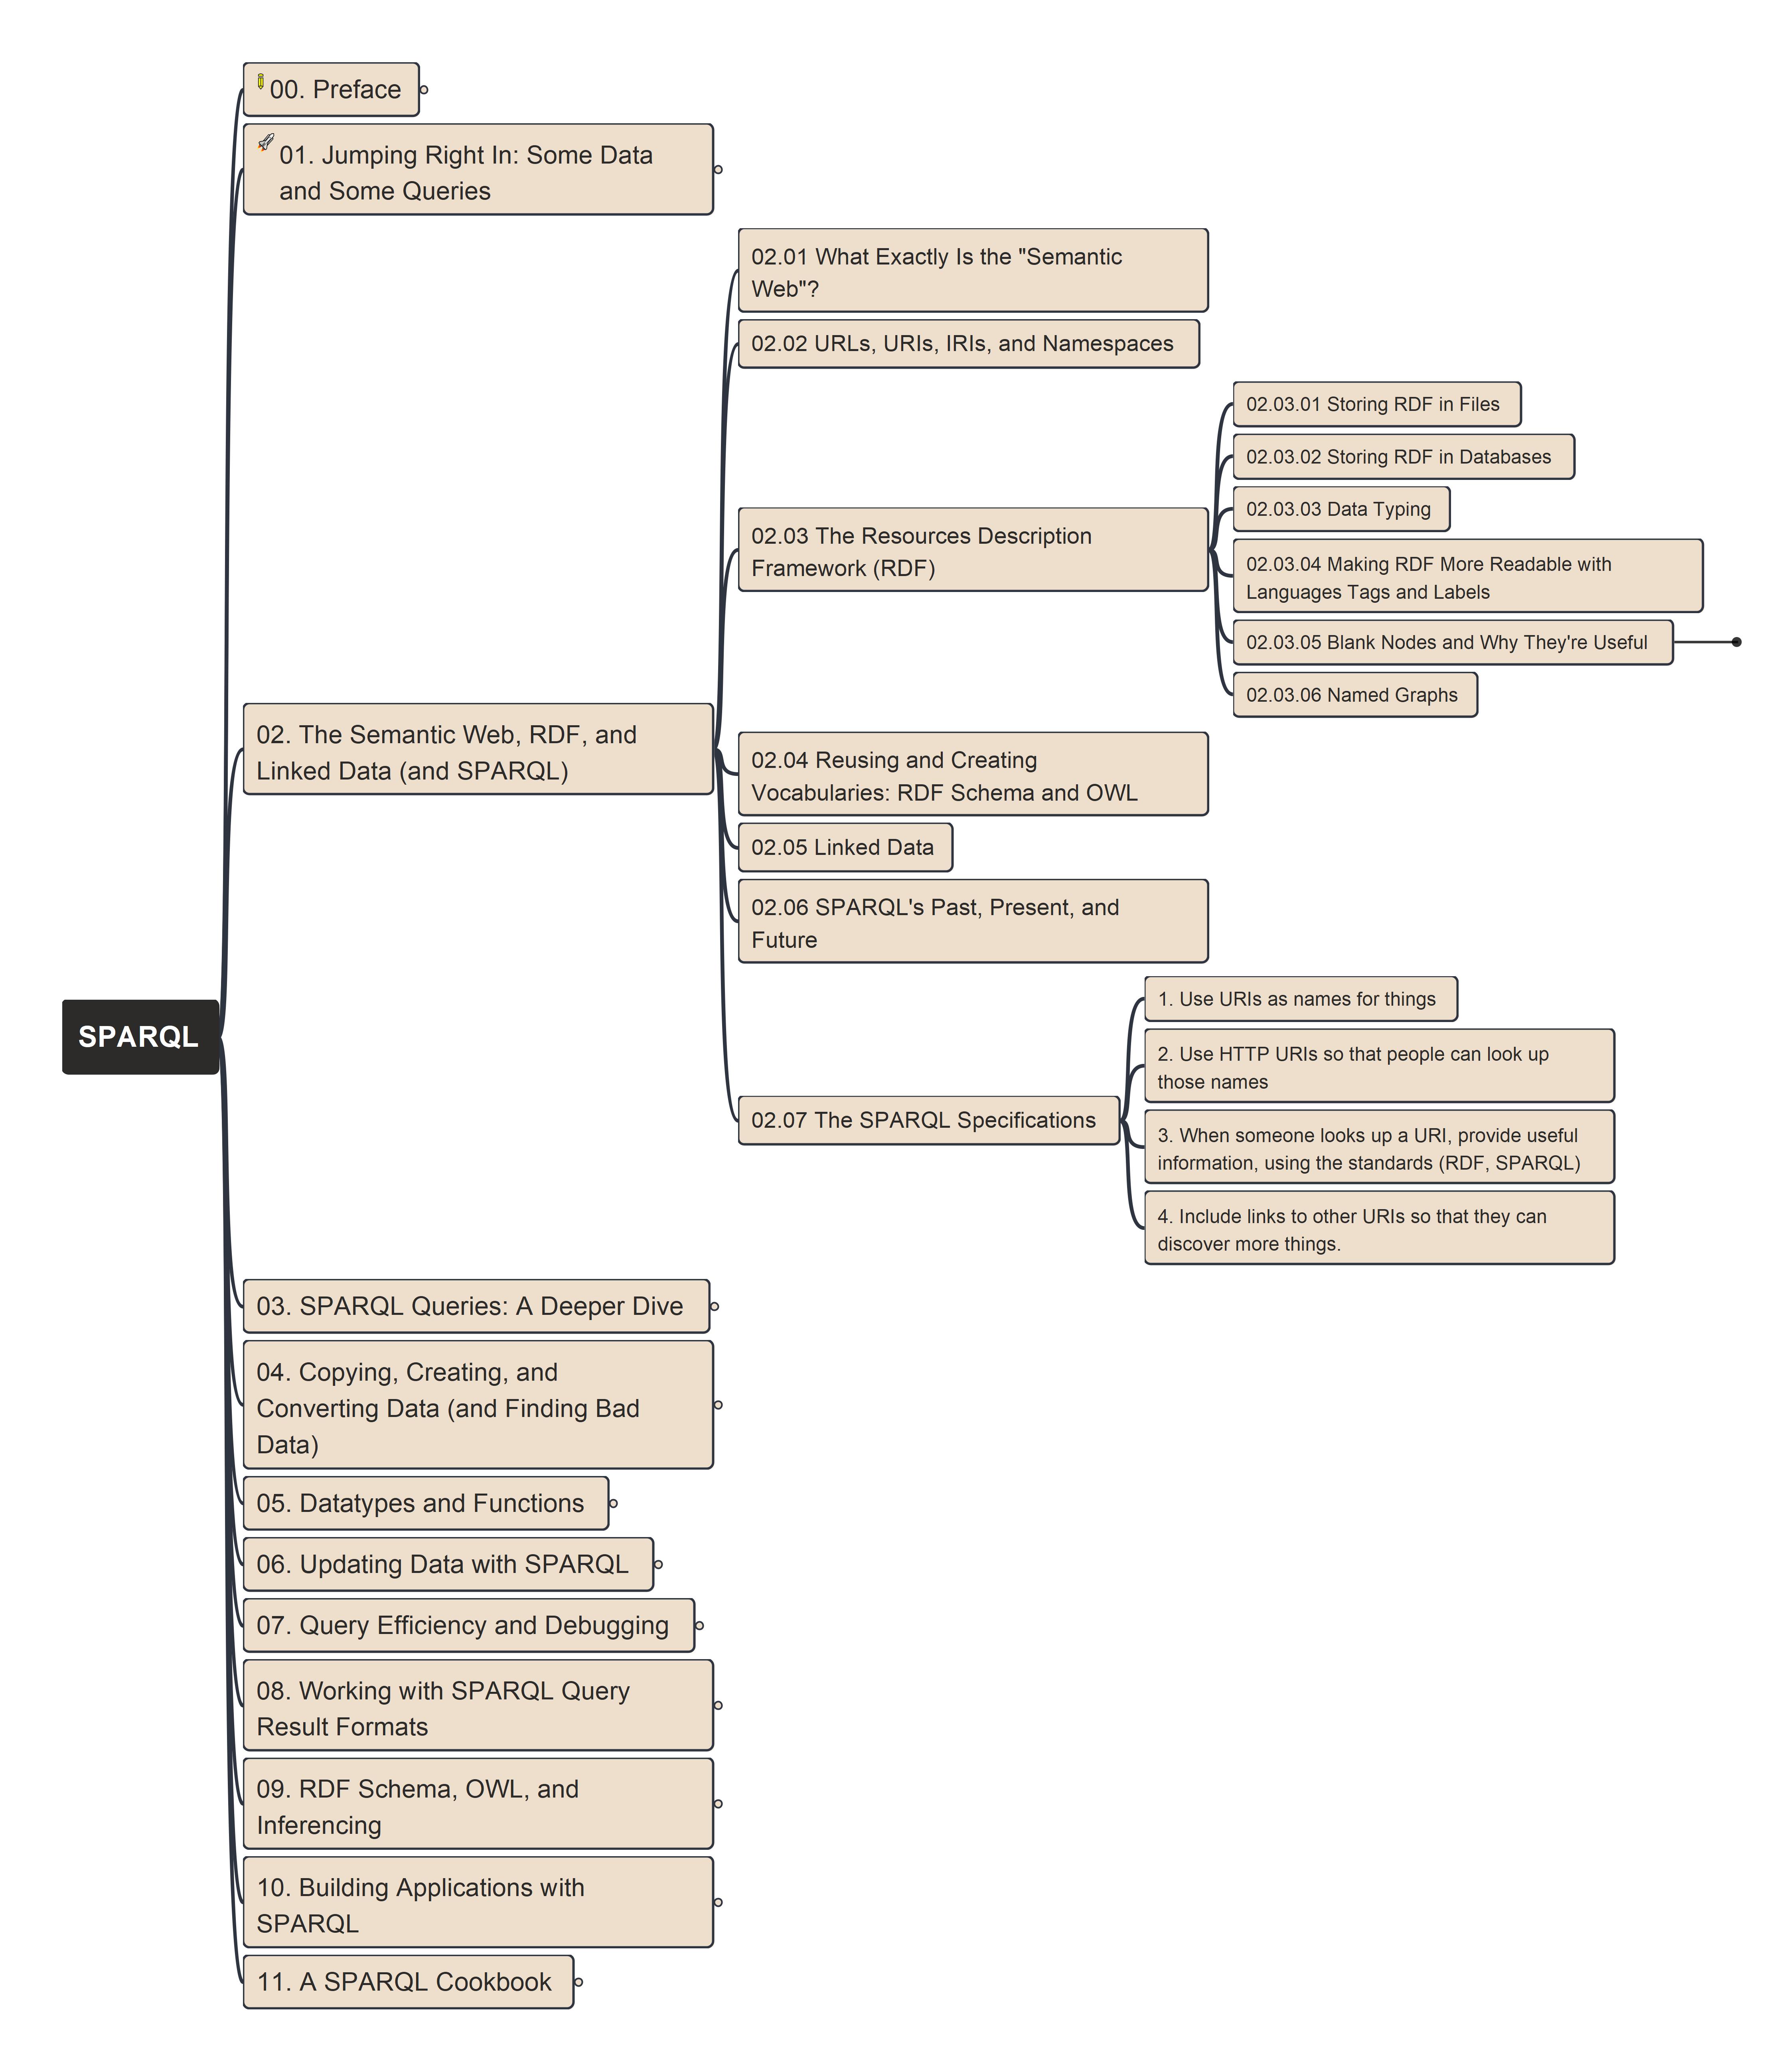 00. Preface
01. Jumping Right In: Some Data
and Some Queries
02.01 What Exactly Is the "Semantic
Web"?
02.02 URLs, URIs, IRIs, and Namespaces
02.03.01 Storing RDF in Files
02.03.02 Storing RDF in Databases
02.03.03 Data Typing
02.03 The Resources Description
Framework (RDF)
02.03.04 Making RDF More Readable with
Languages Tags and Labels
02.03.05 Blank Nodes and Why They're Useful
02.03.06 Named Graphs
02. The Semantic Web, RDF, and
Linked Data (and SPARQL)
02.04 Reusing and Creating
Vocabularies: RDF Schema and OWL
02.05 Linked Data
02.06 SPARQL's Past, Present, and
Future
SPARQL
02.07 The SPARQL Specifications
1. Use URIs as names for things
2. Use HTTP URIs so that people can look up
those names
3. When someone looks up a URI, provide useful
information, using the standards (RDF, SPARQL)
4. Include links to other URIs so that they can
discover more things.
03. SPARQL Queries: A Deeper Dive
04. Copying, Creating, and
Converting Data (and Finding Bad
Data)
05. Datatypes and Functions
06. Updating Data with SPARQL
07. Query Efficiency and Debugging
08. Working with SPARQL Query
Result Formats
09. RDF Schema, OWL, and
Inferencing
10. Building Applications with
SPARQL
11. A SPARQL Cookbook